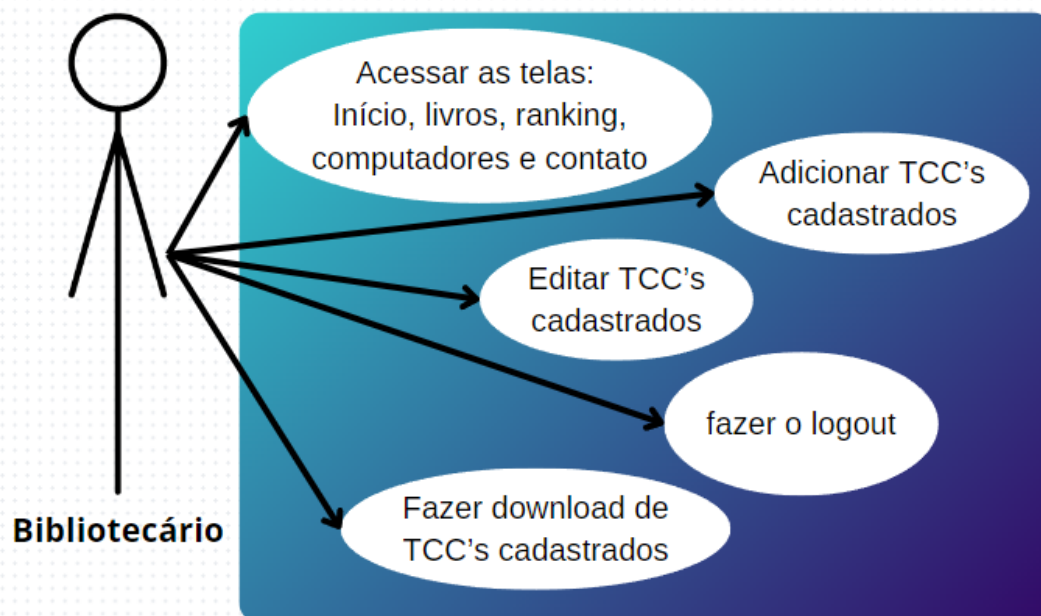 Acessar as telas:
Início, livros, ranking,
computadores e contato
Adicionar TCC’s
cadastrados
Editar TCC’s
cadastrados
fazer o logout
Fazer download de
TCC’s cadastrados
Bibliotecário